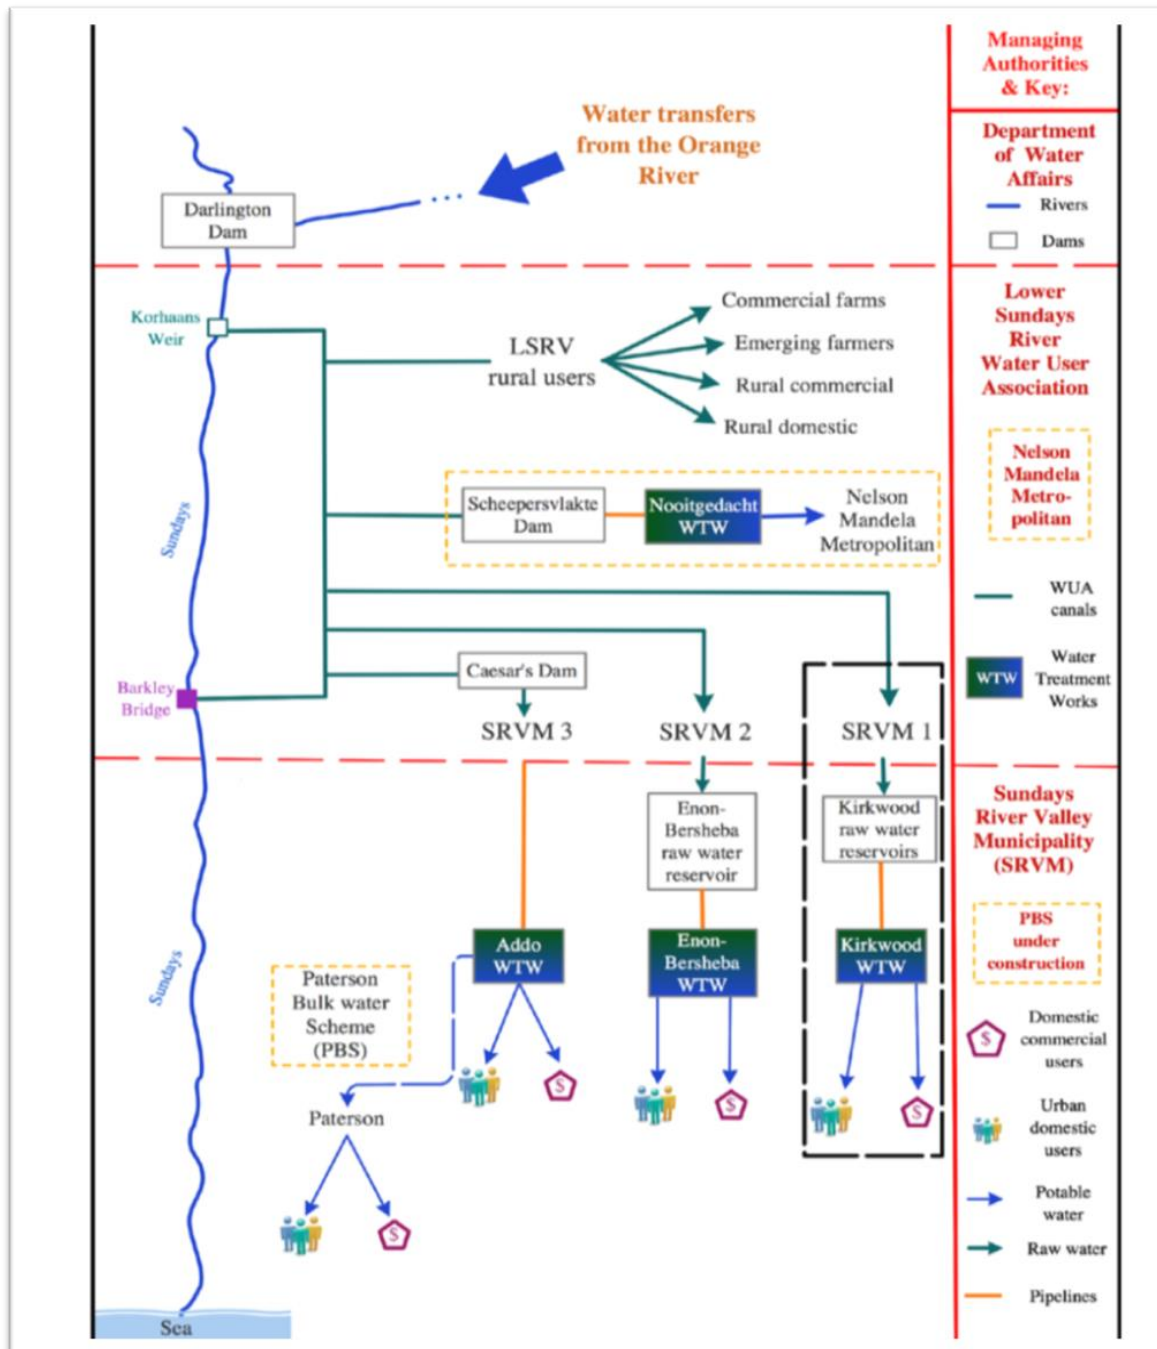 Water transfers
from the Orange
River
Darlington
Dam
Korhaans
Weir
LSRV
rural users
Commercial farms
Emerging farmers
Rural commercial
Rural domestic
Sundays
Scheepersvlakte
Dam
Nooitgedacht
WTW
Nelson
Mandela
Metropolitan
Barkley
Bridge
Caesar's Dam
SRVM 3
SRVM 2
SRVM 1
Enon-
Bersheba
raw water
reservoir
Kirkwood
raw water
reservoirs
Sundays
Addo
WTW
Enon-
Bersheba
WTW
Kirkwood
WTW
Paterson
Bulk water
Scheme
(PBS)
$
$
$
Paterson
$
Sea
Managing
Authorities
& Key:
Department
of Water
Affairs
Rivers
Dams
Lower
Sundays
River
Water User
Association
Nelson
Mandela
Metro-
politan
WUA
canals
WTW
Water
Treatment
Works
Sundays
River Valley
Municipality
(SRVM)
PBS
under
construction
$
Domestic
commercial
users
Urban
domestic
users
Potable
water
Raw water
Pipelines